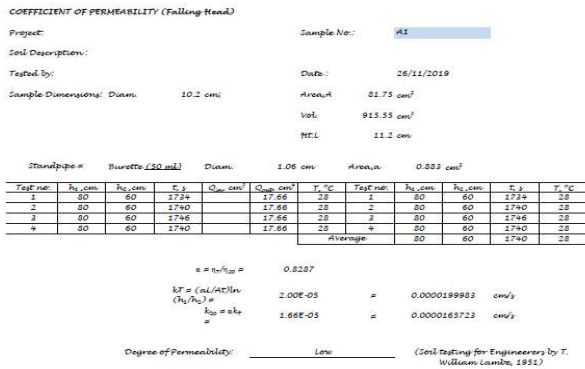 COEFFICIENT OF PERMEABILITY (Falling Head)
Project: Sample No.: A1
Soil Description :
Tested by: Date : 26/11/2019
Sample Dimensions: Diam. 10.2 cm; Area,A 81.75 cm²
Vol. 915.55 cm³
Ht.L 11.2 cm
Standpipe = Burette (50 ml) Diam. 1.06 cm Area,a 0.883 cm²
Test no. h₁,cm h₂,cm t, s Qᵢₙ, cm³ Qₒᵤₜ, cm³ T, °C Test no. h₁,cm h₂,cm t, s T, °C
1 80 60 1734 17.66 28 1 80 60 1734 28
2 80 60 1740 17.66 28 2 80 60 1740 28
3 80 60 1746 17.66 28 3 80 60 1746 28
4 80 60 1740 17.66 28 4 80 60 1740 28
Average 80 60 1740 28
α = ηT/η₂₀ = 0.8287
kT = (aL/At)ln
(h₁/h₂) = 2.00E-05 = 0.0000199983 cm/s
k₂₀ = αkT
= 1.66E-05 = 0.0000165723 cm/s
Degree of Permeability: Low (Soil testing for Engineerers by T.
William Lambe, 1951)